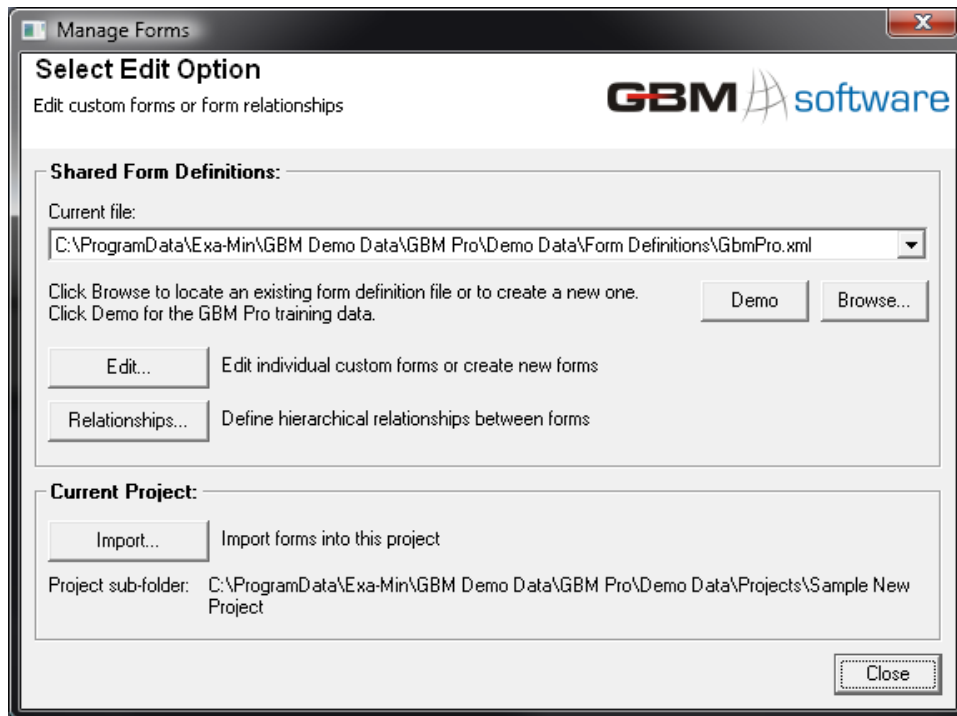 Manage Forms
X
Select Edit Option
Edit custom forms or form relationships
GBM software
Shared Form Definitions:
Current file:
C:\ProgramData\Exa-Min\GBM Demo Data\GBM Pro\Demo Data\Form Definitions\GbmPro.xml
Click Browse to locate an existing form definition file or to create a new one.
Click Demo for the GBM Pro training data.
Demo
Browse...
Edit...
Edit individual custom forms or create new forms
Relationships...
Define hierarchical relationships between forms
Current Project:
Import...
Import forms into this project
Project sub-folder:
C:\ProgramData\Exa-Min\GBM Demo Data\GBM Pro\Demo Data\Projects\Sample New
Project
Close